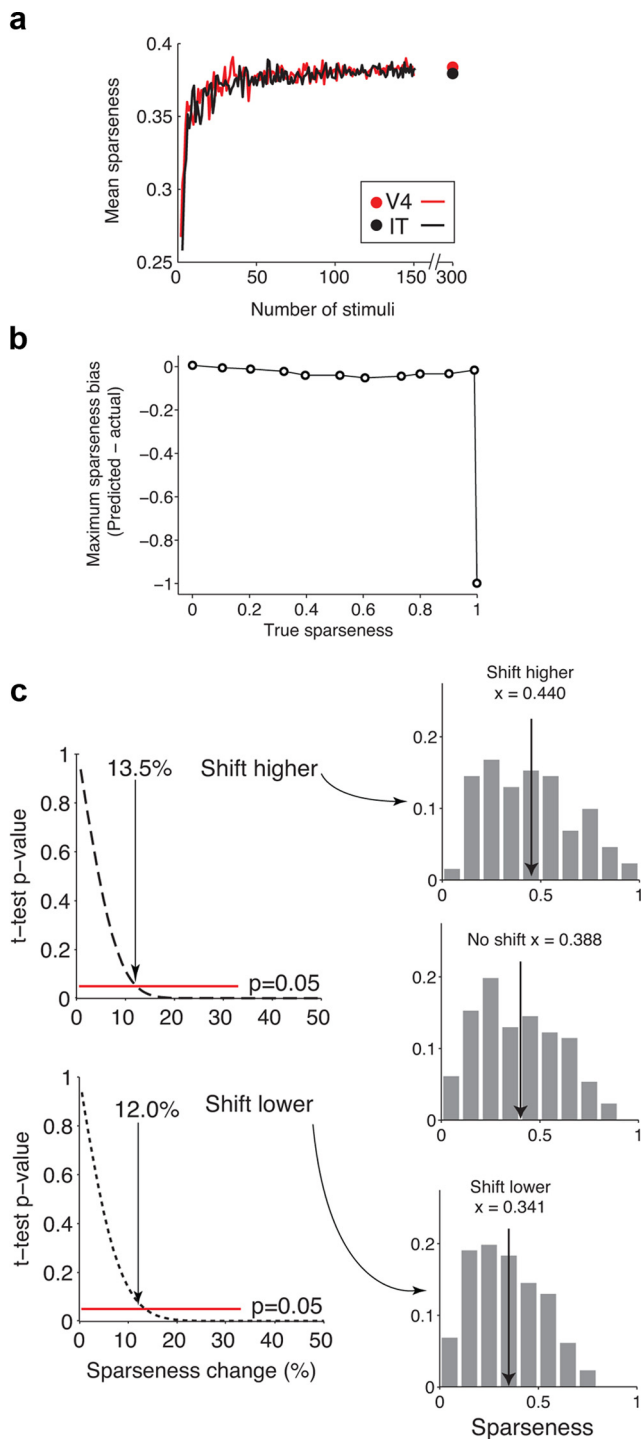 a
0.4
0.35
0.3
0.25
Mean sparseness
V4
IT
0 50 100 150 300
Number of stimuli
b
0
−0.2
−0.4
−0.6
−0.8
−1
Maximum sparseness bias
(Predicted − actual)
0 0.2 0.4 0.6 0.8 1
True sparseness
c
1
0.8
0.6
0.4
0.2
0
t−test p−value
13.5%
Shift higher
p=0.05
0 10 20 30 40 50
Shift higher
x = 0.440
0.2
0.1
0
0 0.5 1
No shift x = 0.388
0.2
0.1
0
0 0.5 1
1
0.8
0.6
0.4
0.2
0
t−test p−value
12.0%
Shift lower
p=0.05
0 10 20 30 40 50
Sparseness change (%)
Shift lower
x = 0.341
0.2
0.1
0
0 0.5 1
Sparseness